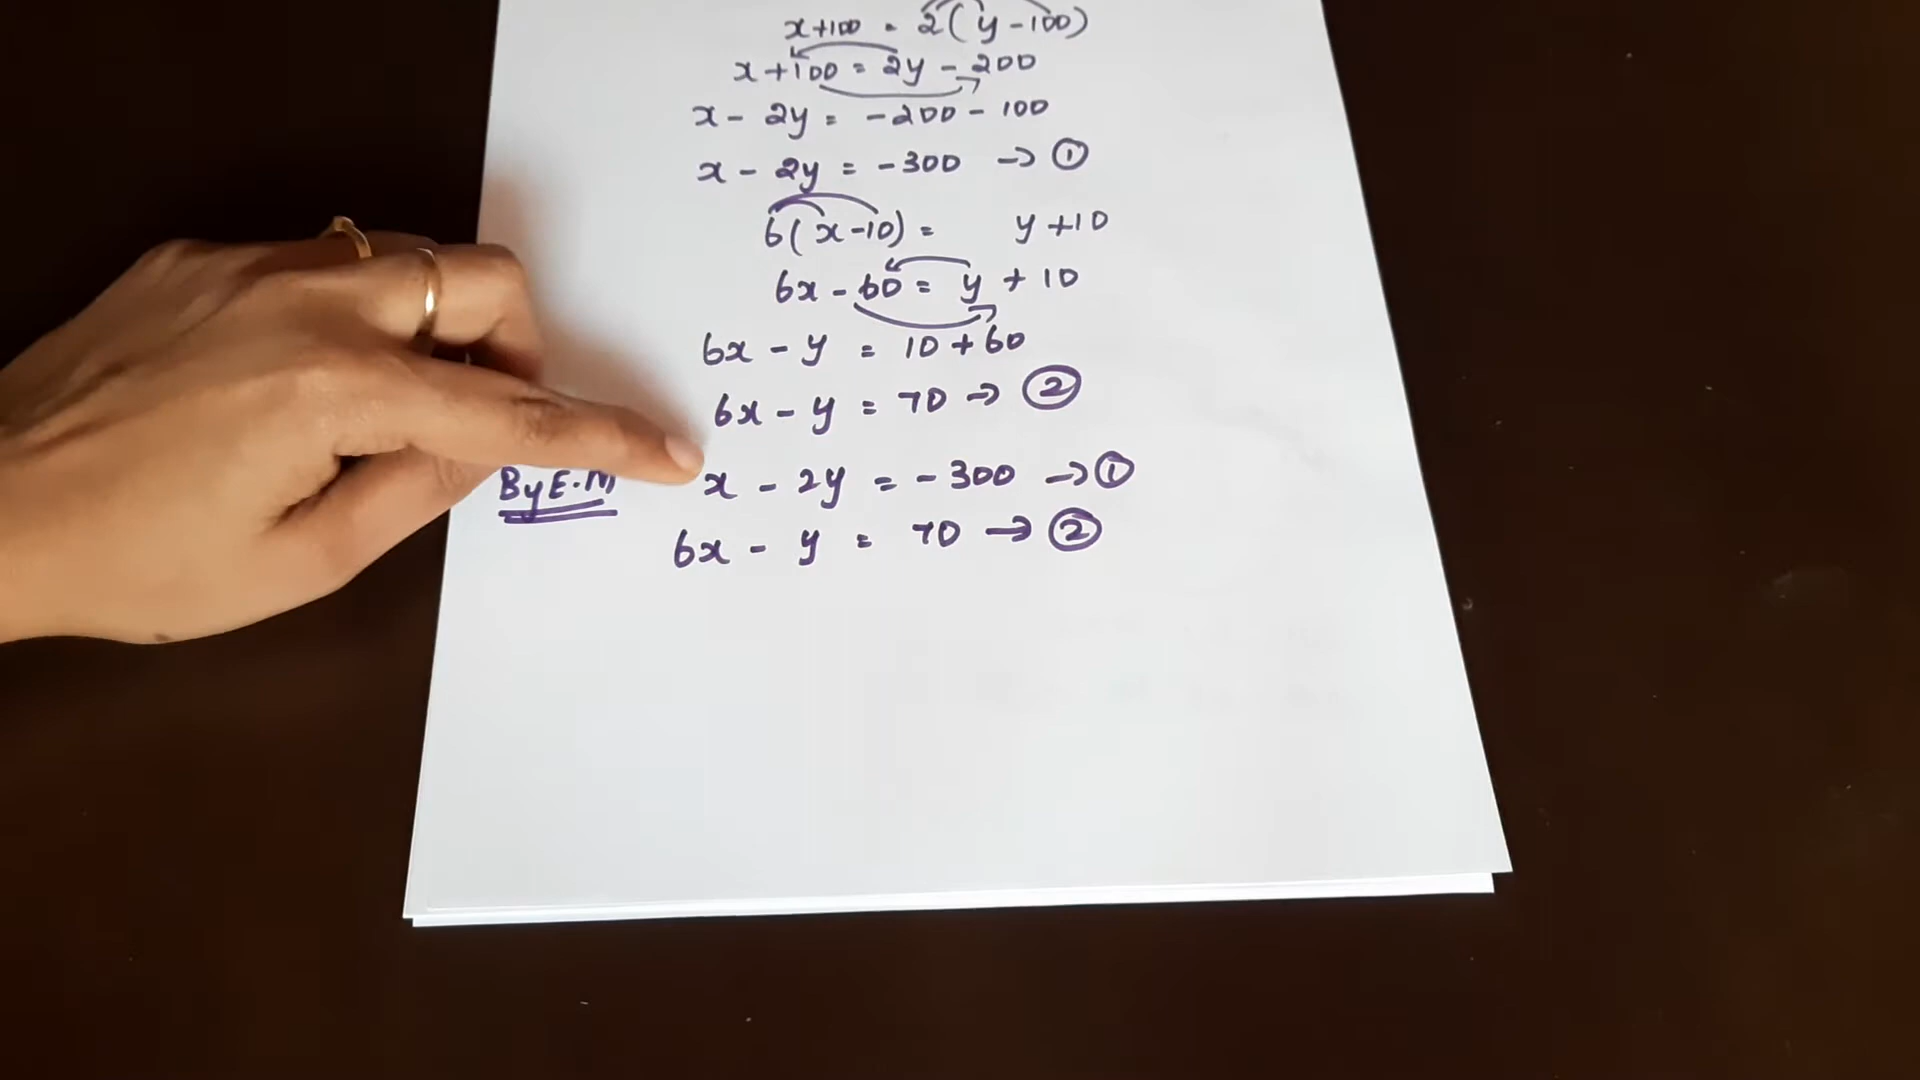 x+100 = 2(y-100)
x+100 = 2y - 200
x - 2y = -200 - 100
x - 2y = -300 → ①
6(x-10) = y+10
6x - 60 = y + 10
6x - y = 10 + 60
6x - y = 70 → ②
By E.M x - 2y = -300 → ①
6x - y = 70 → ②